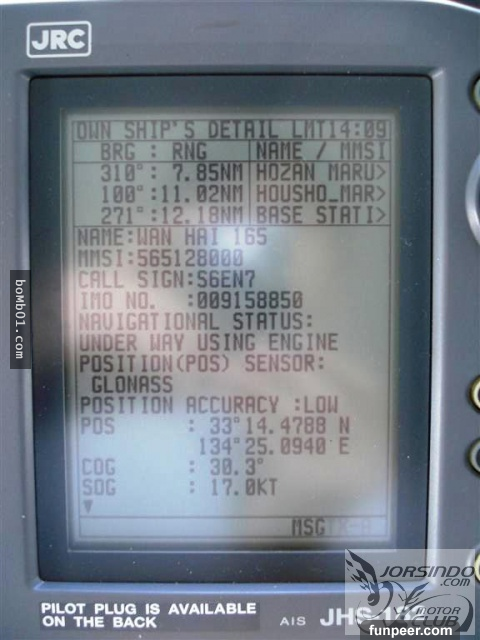 JRC
OWN SHIP'S DETAIL LMT14:09
BRG : RNG NAME / MMSI
310°: 7.85NM HOZAN MARU>
100°:11.02NM HOUSHO_MAR>
271°:12.18NM BASE STATI>
NAME:WAN HAI 165
MMSI:565128000
CALL SIGN:S6EN7
IMO NO. :009158850
NAVIGATIONAL STATUS:
UNDER WAY USING ENGINE
POSITION(POS) SENSOR:
GLONASS
POSITION ACCURACY :LOW
POS : 33°14.4788 N
134°25.0940 E
COG : 30.3°
SOG : 17.0KT
▼
MSG
PILOT PLUG IS AVAILABLE
ON THE BACK
AIS JHS-182
boMb01.com
JORSINDO
.com
MOTOR
CLUB
funpeer.com